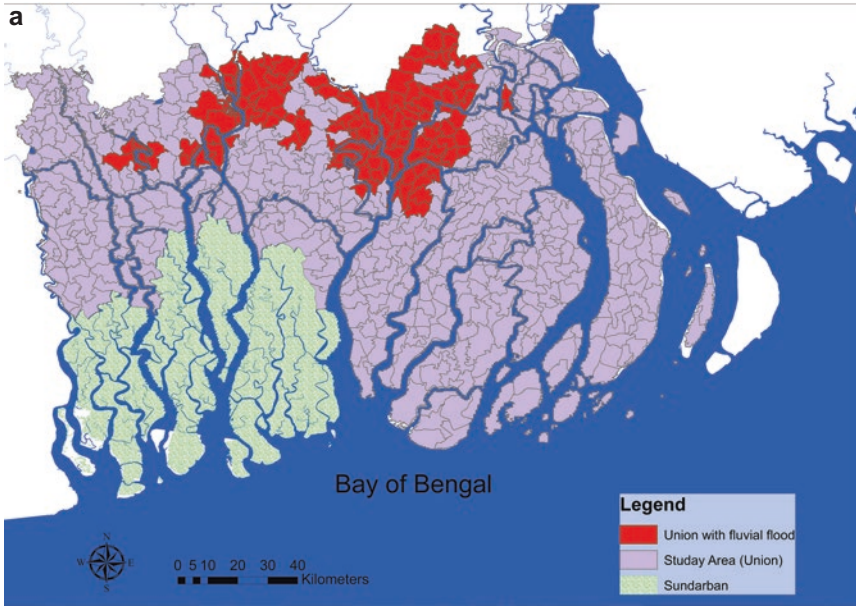 a
Bay of Bengal
Legend
Union with fluvial flood
Studay Area (Union)
Sundarban
N
W E
S
0 5 10 20 30 40
Kilometers